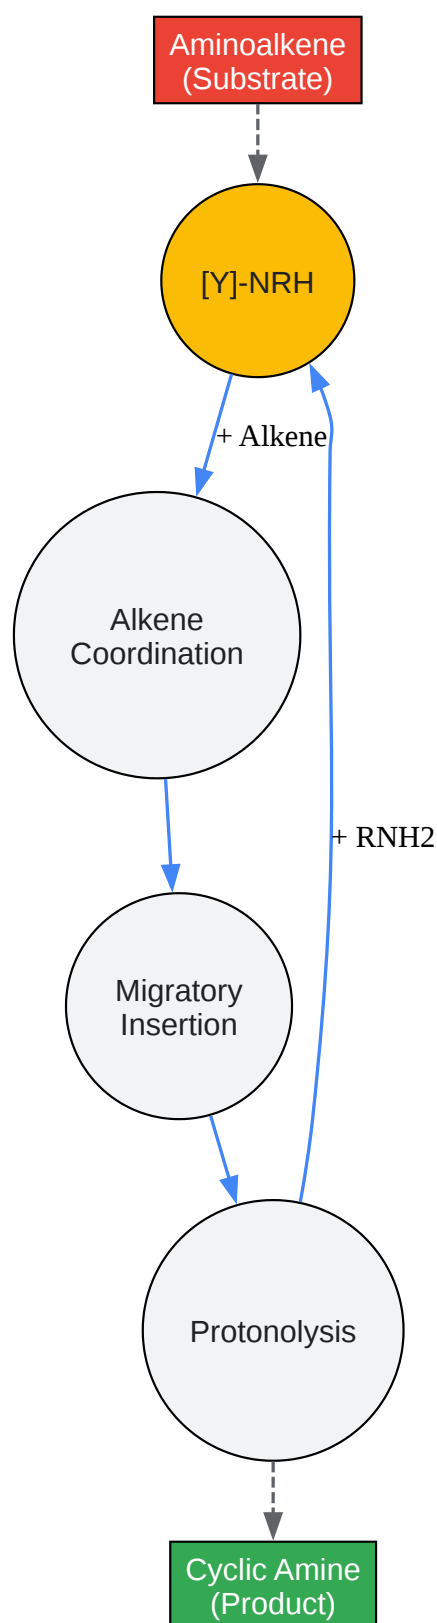 Aminoalkene
(Substrate)
[Y]-NRH
+ Alkene
Alkene
Coordination
+ RNH2
Migratory
Insertion
Protonolysis
Cyclic Amine
(Product)